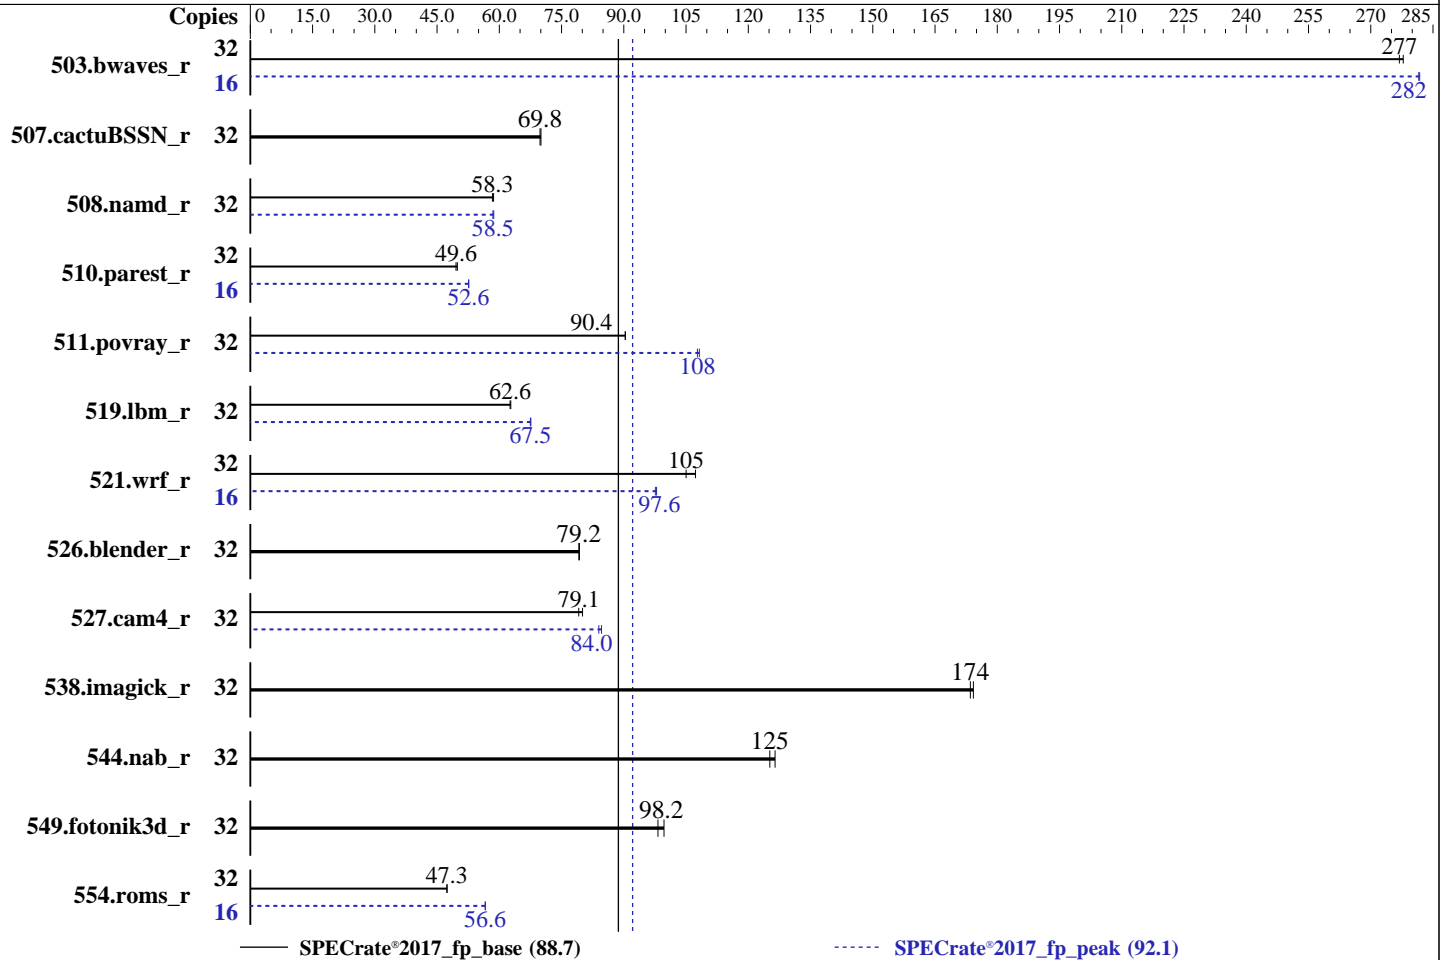 Copies 0 15.0 30.0 45.0 60.0 75.0 90.0 105 120 135 150 165 180 195 210 225 240 255 270 285
503.bwaves_r 32 277
16 282
507.cactuBSSN_r 32 69.8
508.namd_r 32 58.3
58.5
510.parest_r 32 49.6
16 52.6
511.povray_r 32 90.4
108
519.lbm_r 32 62.6
67.5
521.wrf_r 32 105
16 97.6
526.blender_r 32 79.2
527.cam4_r 32 79.1
84.0
538.imagick_r 32 174
544.nab_r 32 125
549.fotonik3d_r 32 98.2
554.roms_r 32 47.3
16 56.6
SPECrate®2017_fp_base (88.7) SPECrate®2017_fp_peak (92.1)